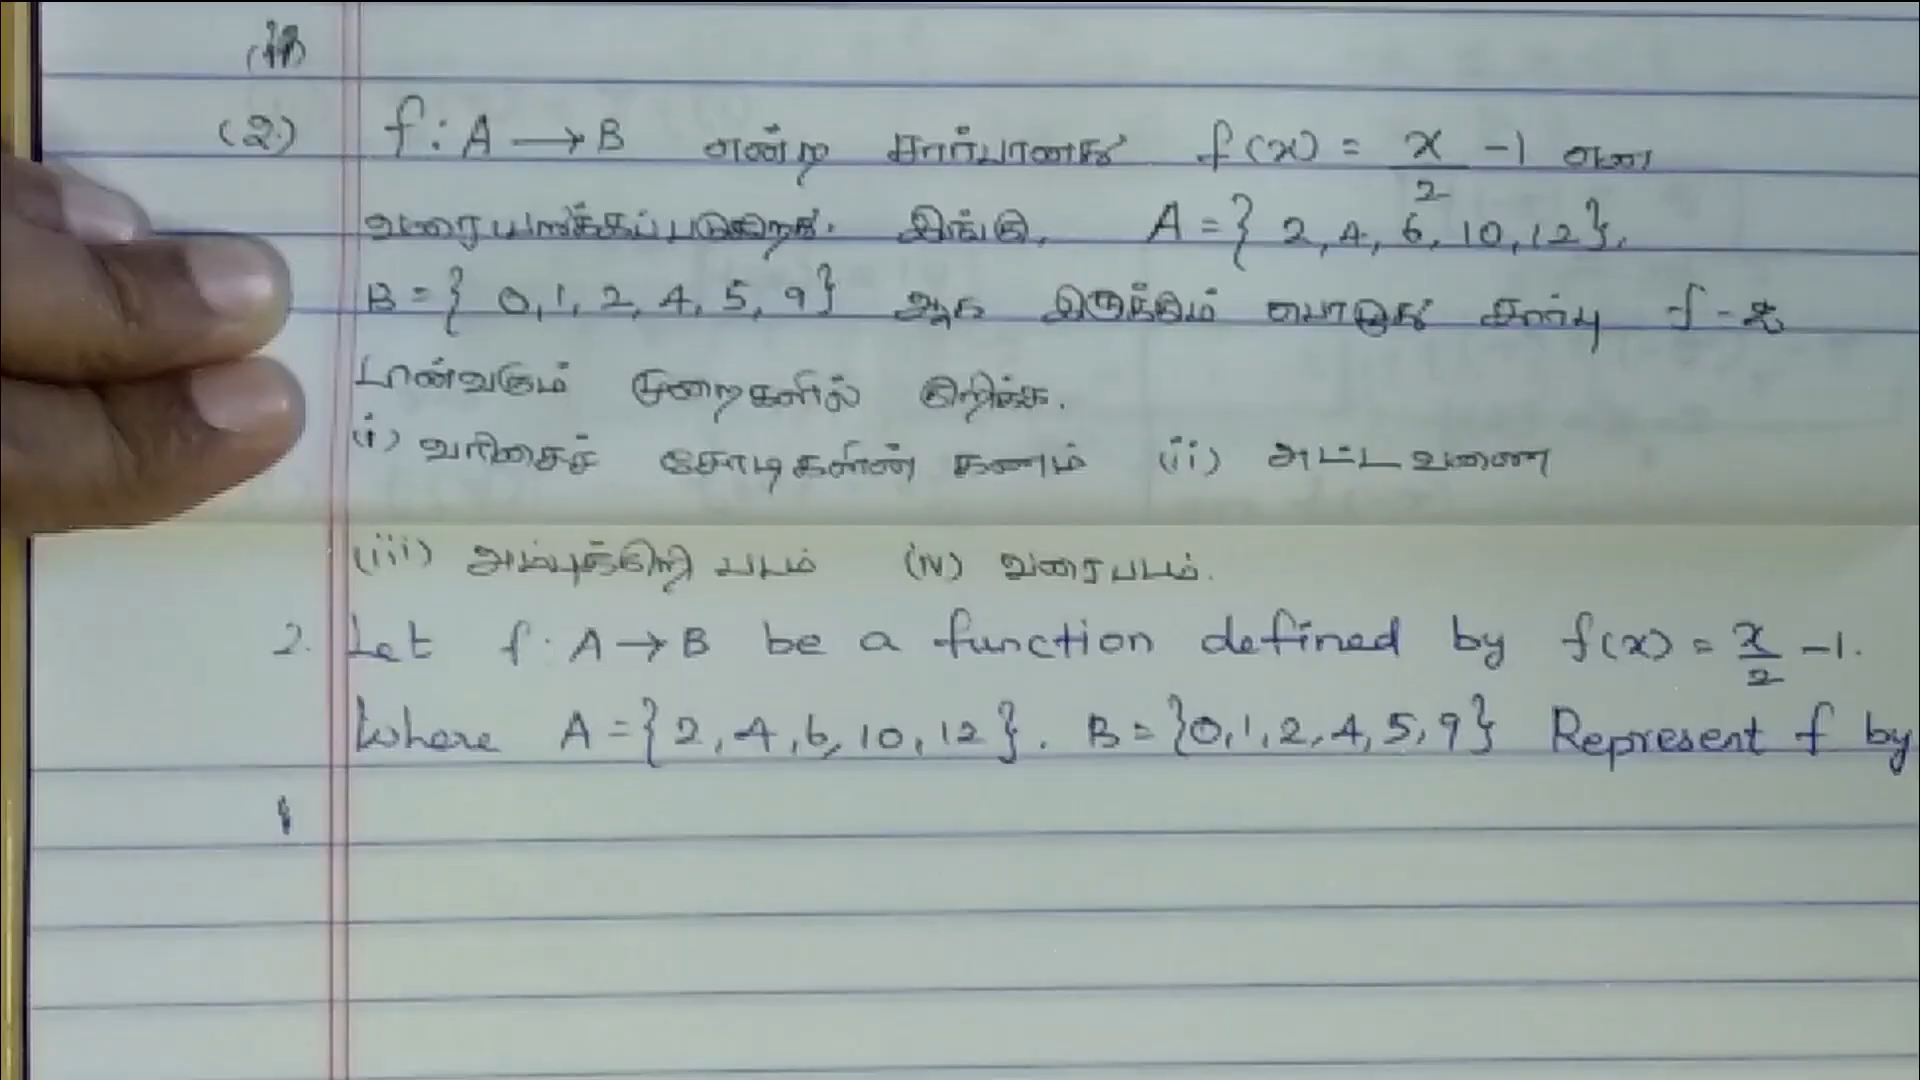 (2) f : A → B என்ற சார்பானது f(x) = x/2 - 1 என
வரையறுக்கப்படுகிறது. இங்கு, A = { 2, 4, 6, 10, 12 },
B = { 0, 1, 2, 4, 5, 9 } ஆக இருக்கும் பொழுது சார்பு f - ஐ
பின்வரும் முறைகளில் குறிக்க.
(i) வரிசைச் சோடிகளின் கணம் (ii) அட்டவணை
(iii) அம்புக்குறி படம் (iv) வரைபடம்.
2. Let f : A → B be a function defined by f(x) = x/2 - 1.
Where A = { 2, 4, 6, 10, 12 }. B = { 0, 1, 2, 4, 5, 9 } Represent f by